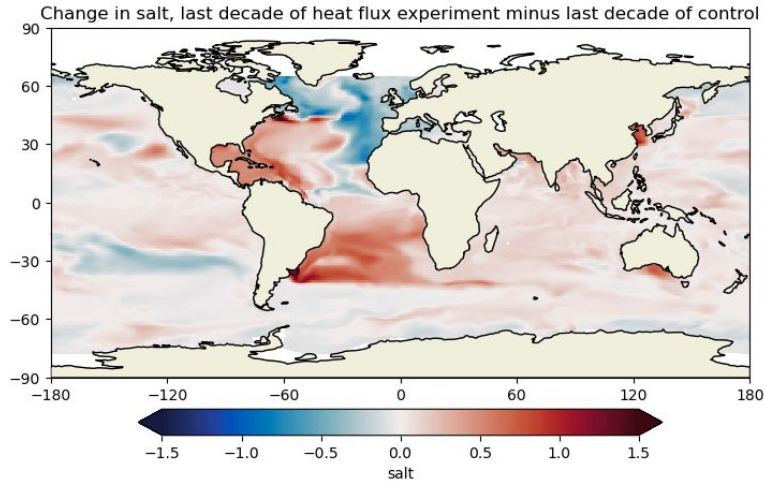 Change in salt, last decade of heat flux experiment minus last decade of control
90
60
30
0
−30
−60
−90
−180 −120 −60 0 60 120 180
−1.5 −1.0 −0.5 0.0 0.5 1.0 1.5
salt